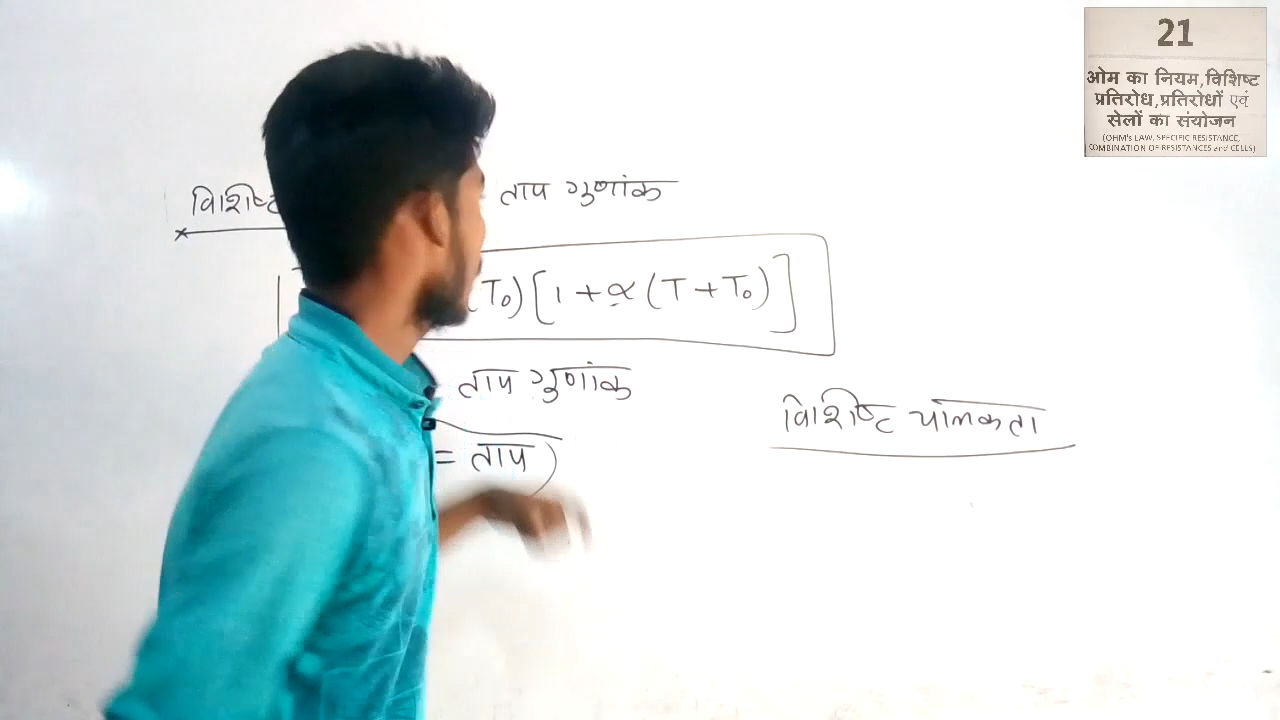 21
ओम का नियम,विशिष्ट
प्रतिरोध,प्रतिरोधों एवं
सेलों का संयोजन
(OHM's LAW, SPECIFIC RESISTANCE,
COMBINATION OF RESISTANCES and CELLS)
विशिष्ट ताप गुणांक
(T₀)[1+α(T+T₀)]
ताप गुणांक
= ताप)
विशिष्ट चालकता